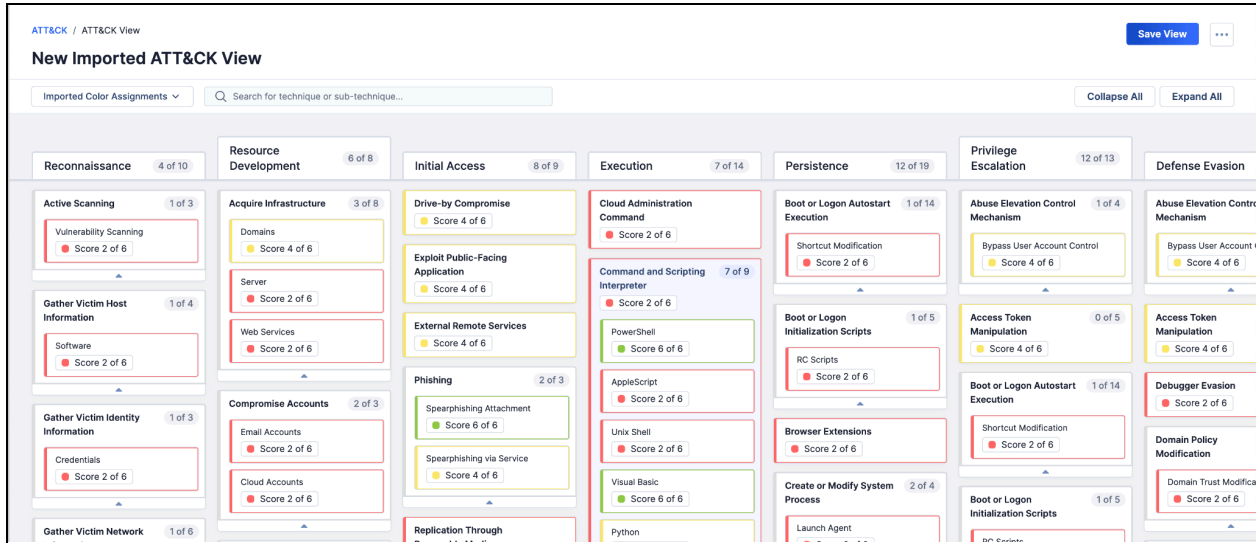 ATT&CK / ATT&CK View
New Imported ATT&CK View
Save View
Imported Color Assignments
Search for technique or sub-technique...
Collapse All
Expand All
Reconnaissance
4 of 10
Active Scanning
1 of 3
Vulnerability Scanning
Score 2 of 6
Gather Victim Host
Information
1 of 4
Software
Score 2 of 6
Gather Victim Identity
Information
1 of 3
Credentials
Score 2 of 6
Gather Victim Network
1 of 6
Resource
Development
6 of 8
Acquire Infrastructure
3 of 8
Domains
Score 4 of 6
Server
Score 2 of 6
Web Services
Score 2 of 6
Compromise Accounts
2 of 3
Email Accounts
Score 2 of 6
Cloud Accounts
Score 2 of 6
Initial Access
8 of 9
Drive-by Compromise
Score 4 of 6
Exploit Public-Facing
Application
Score 4 of 6
External Remote Services
Score 4 of 6
Phishing
2 of 3
Spearphishing Attachment
Score 6 of 6
Spearphishing via Service
Score 4 of 6
Replication Through
Execution
7 of 14
Cloud Administration
Command
Score 2 of 6
Command and Scripting
Interpreter
7 of 9
Score 2 of 6
PowerShell
Score 6 of 6
AppleScript
Score 2 of 6
Unix Shell
Score 2 of 6
Visual Basic
Score 6 of 6
Python
Persistence
12 of 19
Boot or Logon Autostart
Execution
1 of 14
Shortcut Modification
Score 2 of 6
Boot or Logon
Initialization Scripts
1 of 5
RC Scripts
Score 2 of 6
Browser Extensions
Score 2 of 6
Create or Modify System
Process
2 of 4
Launch Agent
Privilege
Escalation
12 of 13
Abuse Elevation Control
Mechanism
1 of 4
Bypass User Account Control
Score 4 of 6
Access Token
Manipulation
0 of 5
Score 4 of 6
Boot or Logon Autostart
Execution
1 of 14
Shortcut Modification
Score 2 of 6
Boot or Logon
Initialization Scripts
1 of 5
RC Scripts
Defense Evasion
Abuse Elevation Contro
Mechanism
Bypass User Account
Score 4 of 6
Access Token
Manipulation
Score 4 of 6
Debugger Evasion
Score 2 of 6
Domain Policy
Modification
Domain Trust Modifica
Score 2 of 6